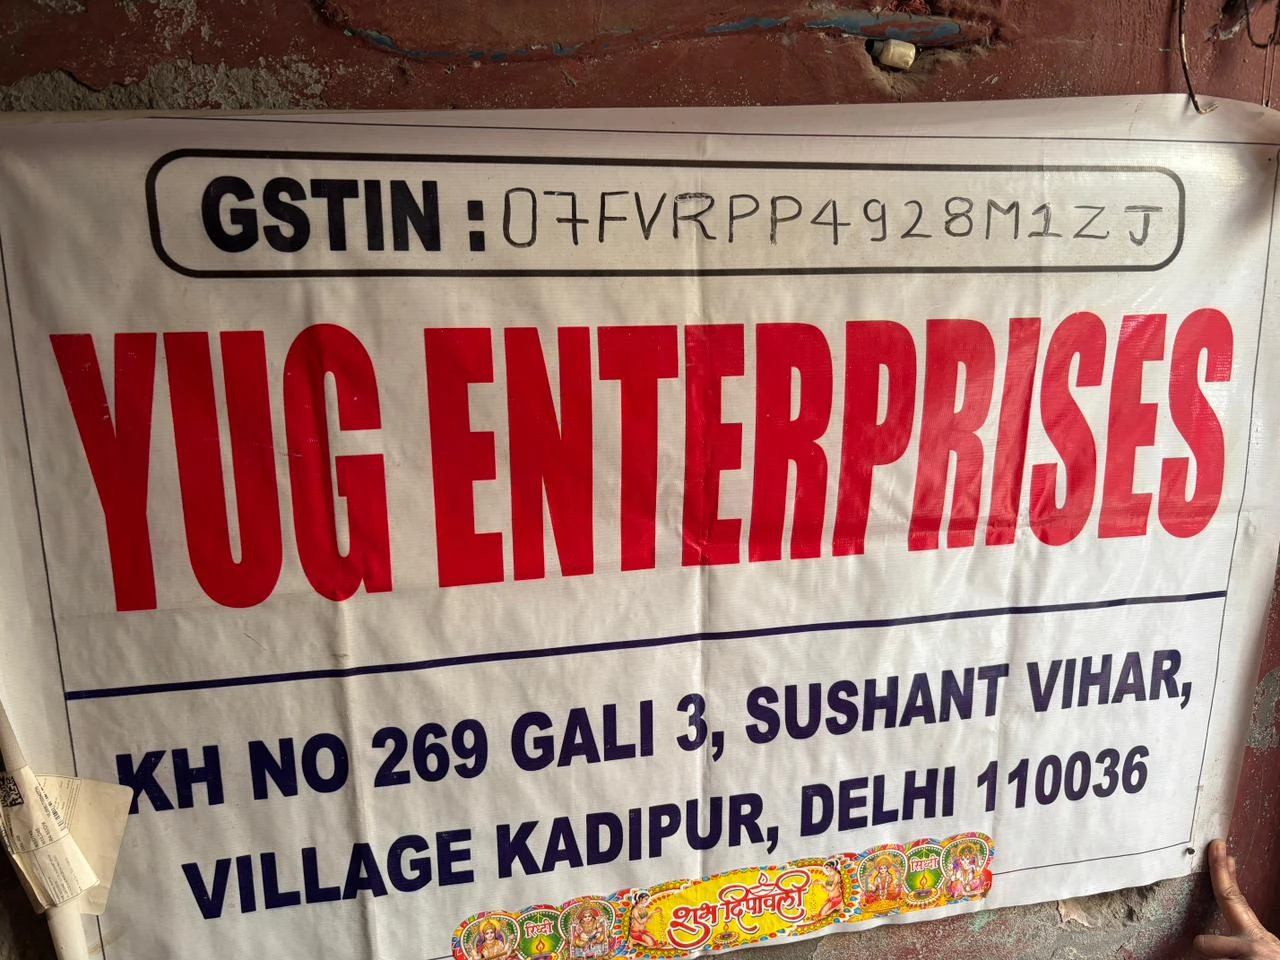 GSTIN : 07FVRPP4928M1ZJ
YUG ENTERPRISES
KH NO 269 GALI 3, SUSHANT VIHAR,
VILLAGE KADIPUR, DELHI 110036
रिध्दी शुभ दिपावली सिध्दी